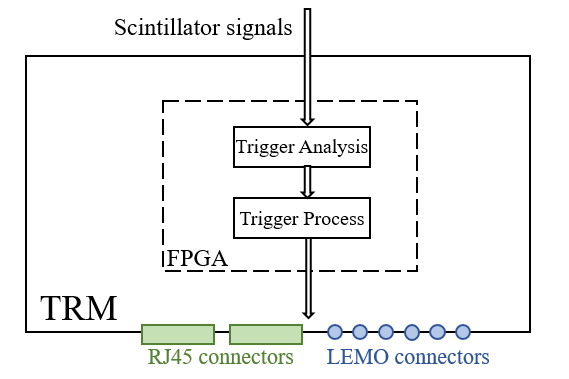 Scintillator signals
Trigger Analysis
Trigger Process
FPGA
TRM
RJ45 connectors
LEMO connectors